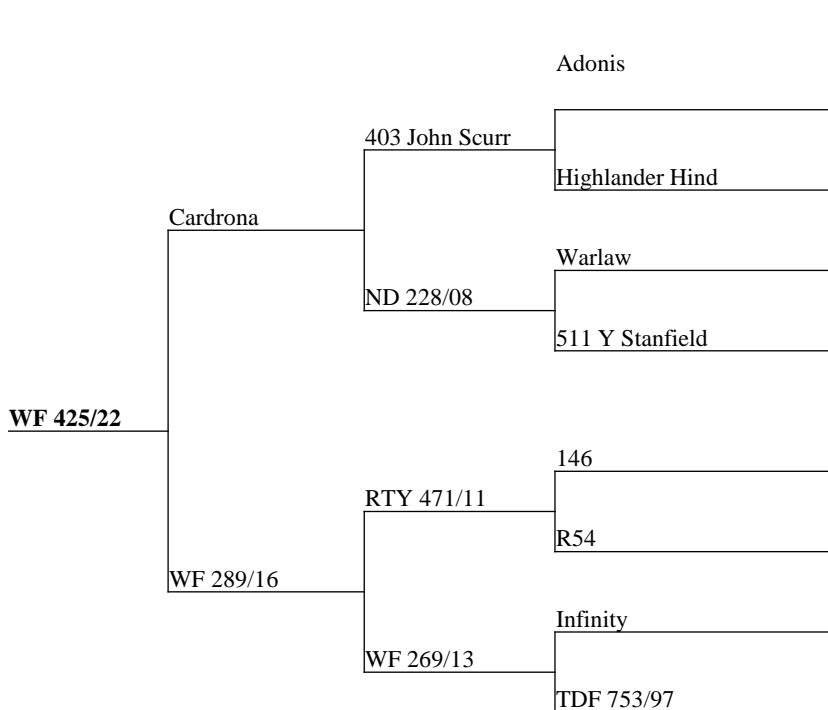 Adonis
403 John Scurr
Highlander Hind
Cardrona
Warlaw
ND 228/08
511 Y Stanfield
WF 425/22
146
RTY 471/11
R54
WF 289/16
Infinity
WF 269/13
TDF 753/97